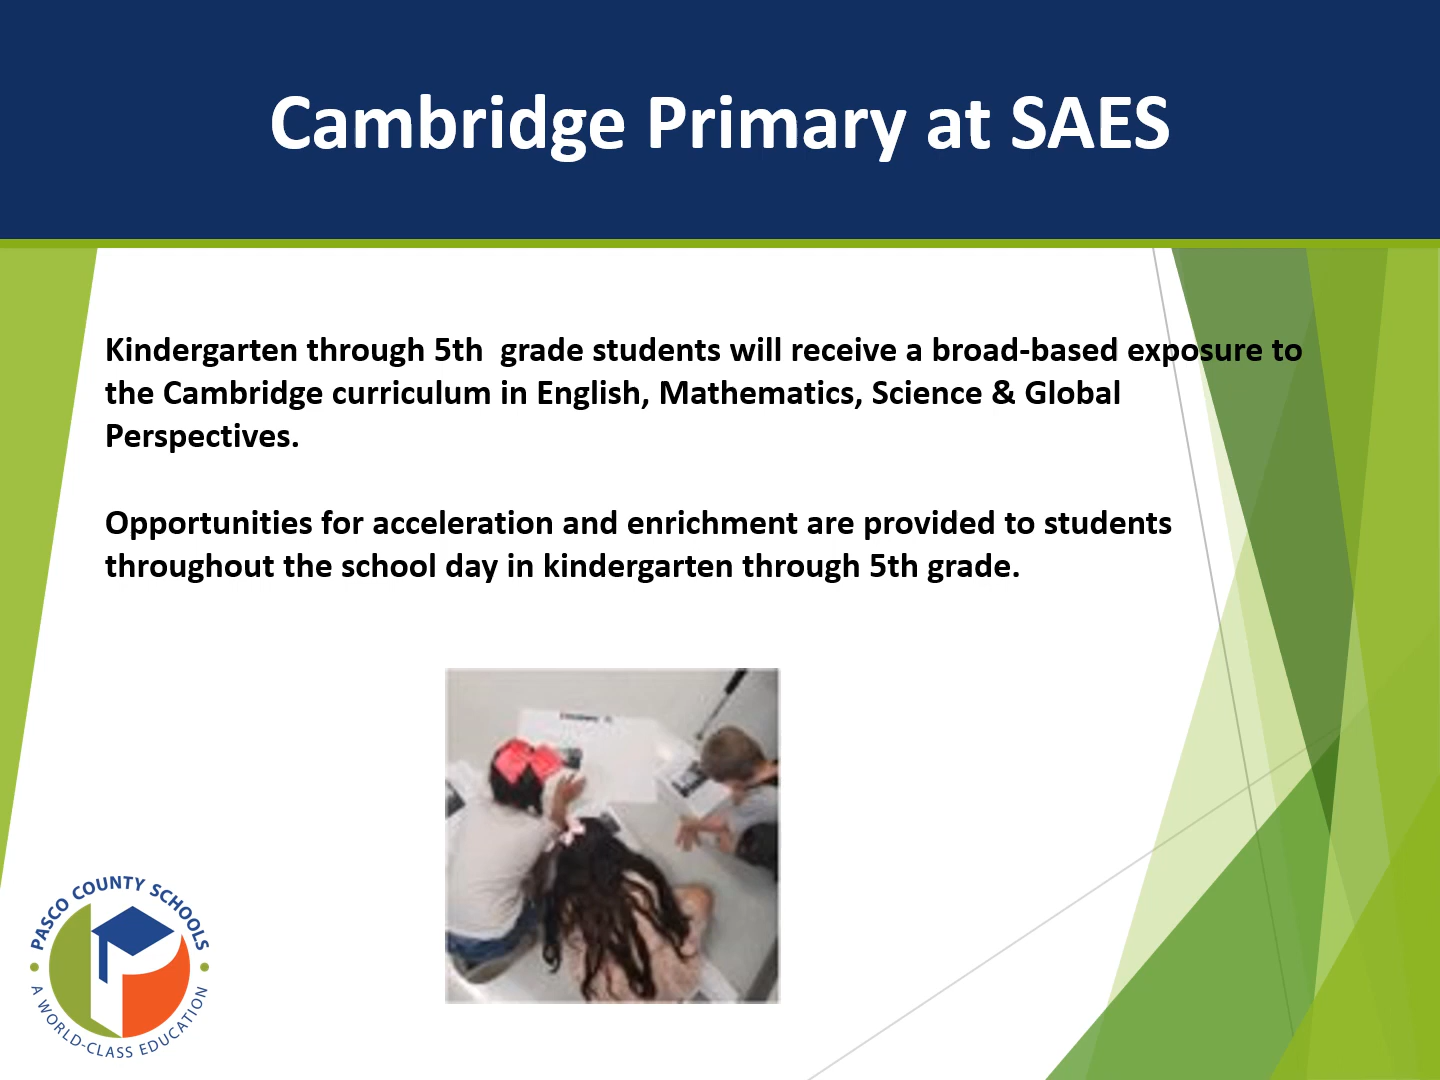 Cambridge Primary at SAES
Kindergarten through 5th  grade students will receive a broad-based exposure to
the Cambridge curriculum in English, Mathematics, Science & Global
Perspectives.
Opportunities for acceleration and enrichment are provided to students
throughout the school day in kindergarten through 5th grade.
PASCO COUNTY SCHOOLS
A WORLD-CLASS EDUCATION